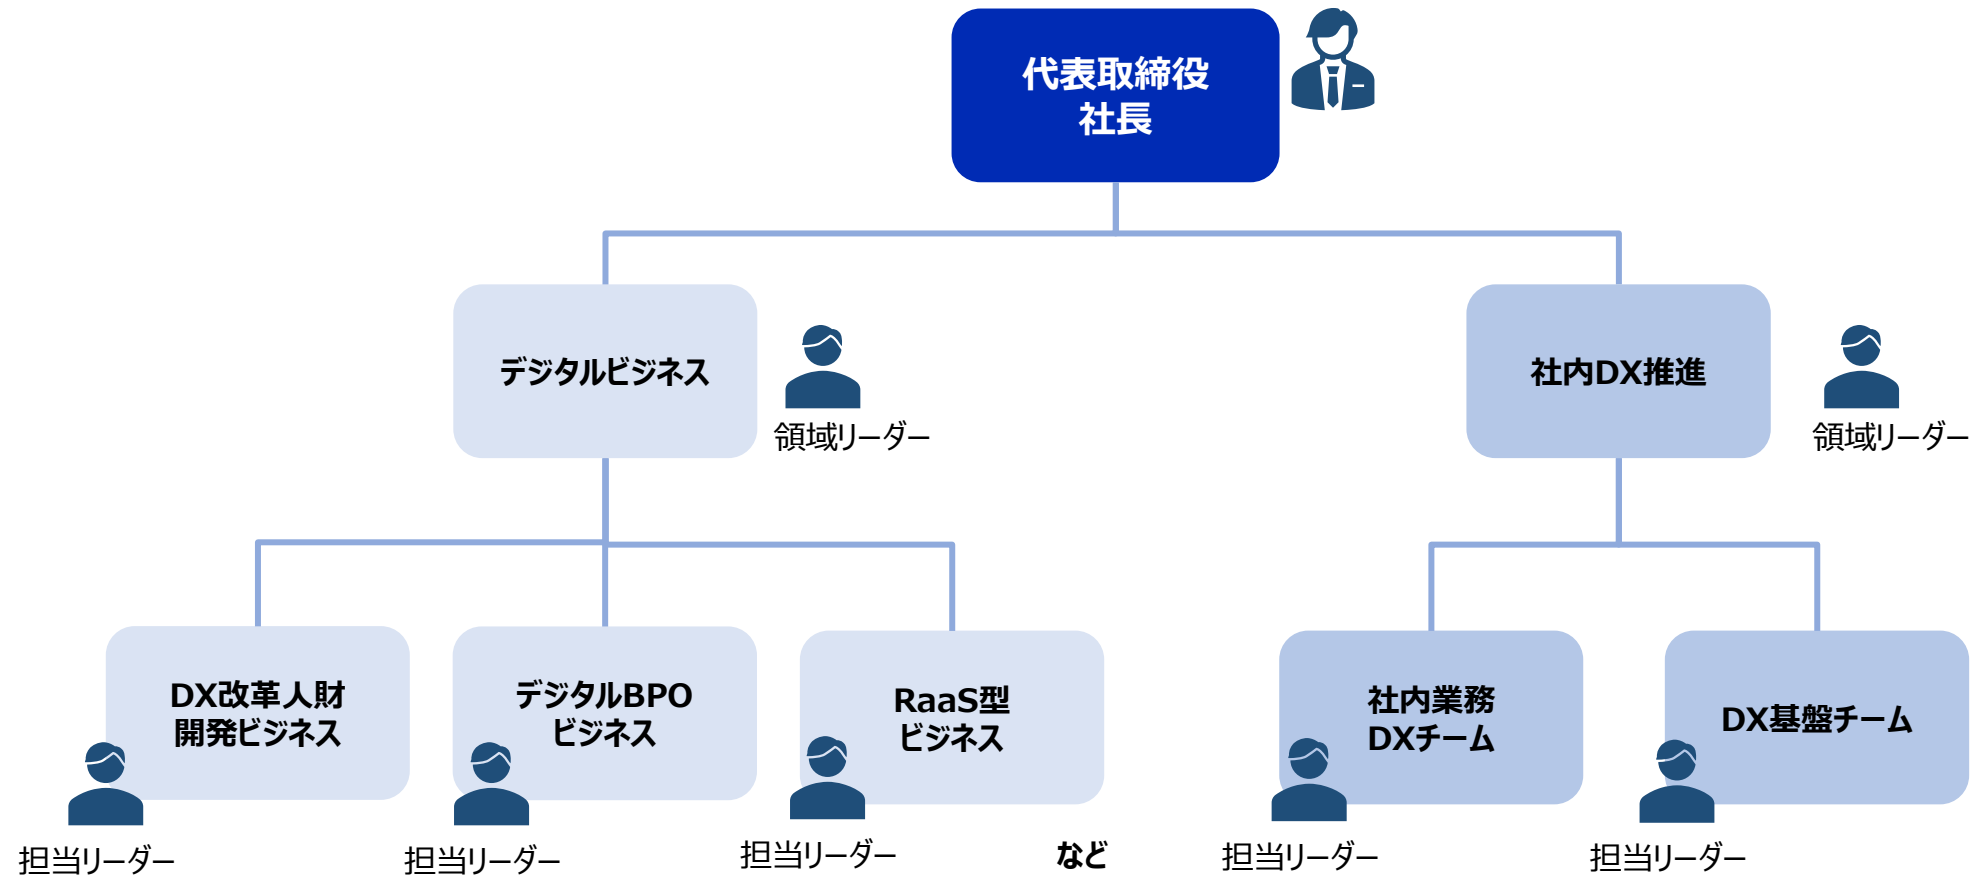 代表取締役
社長
デジタルビジネス
領域リーダー
社内DX推進
領域リーダー
DX改革人財
開発ビジネス
担当リーダー
デジタルBPO
ビジネス
担当リーダー
RaaS型
ビジネス
担当リーダー
など
社内業務
DXチーム
担当リーダー
DX基盤チーム
担当リーダー